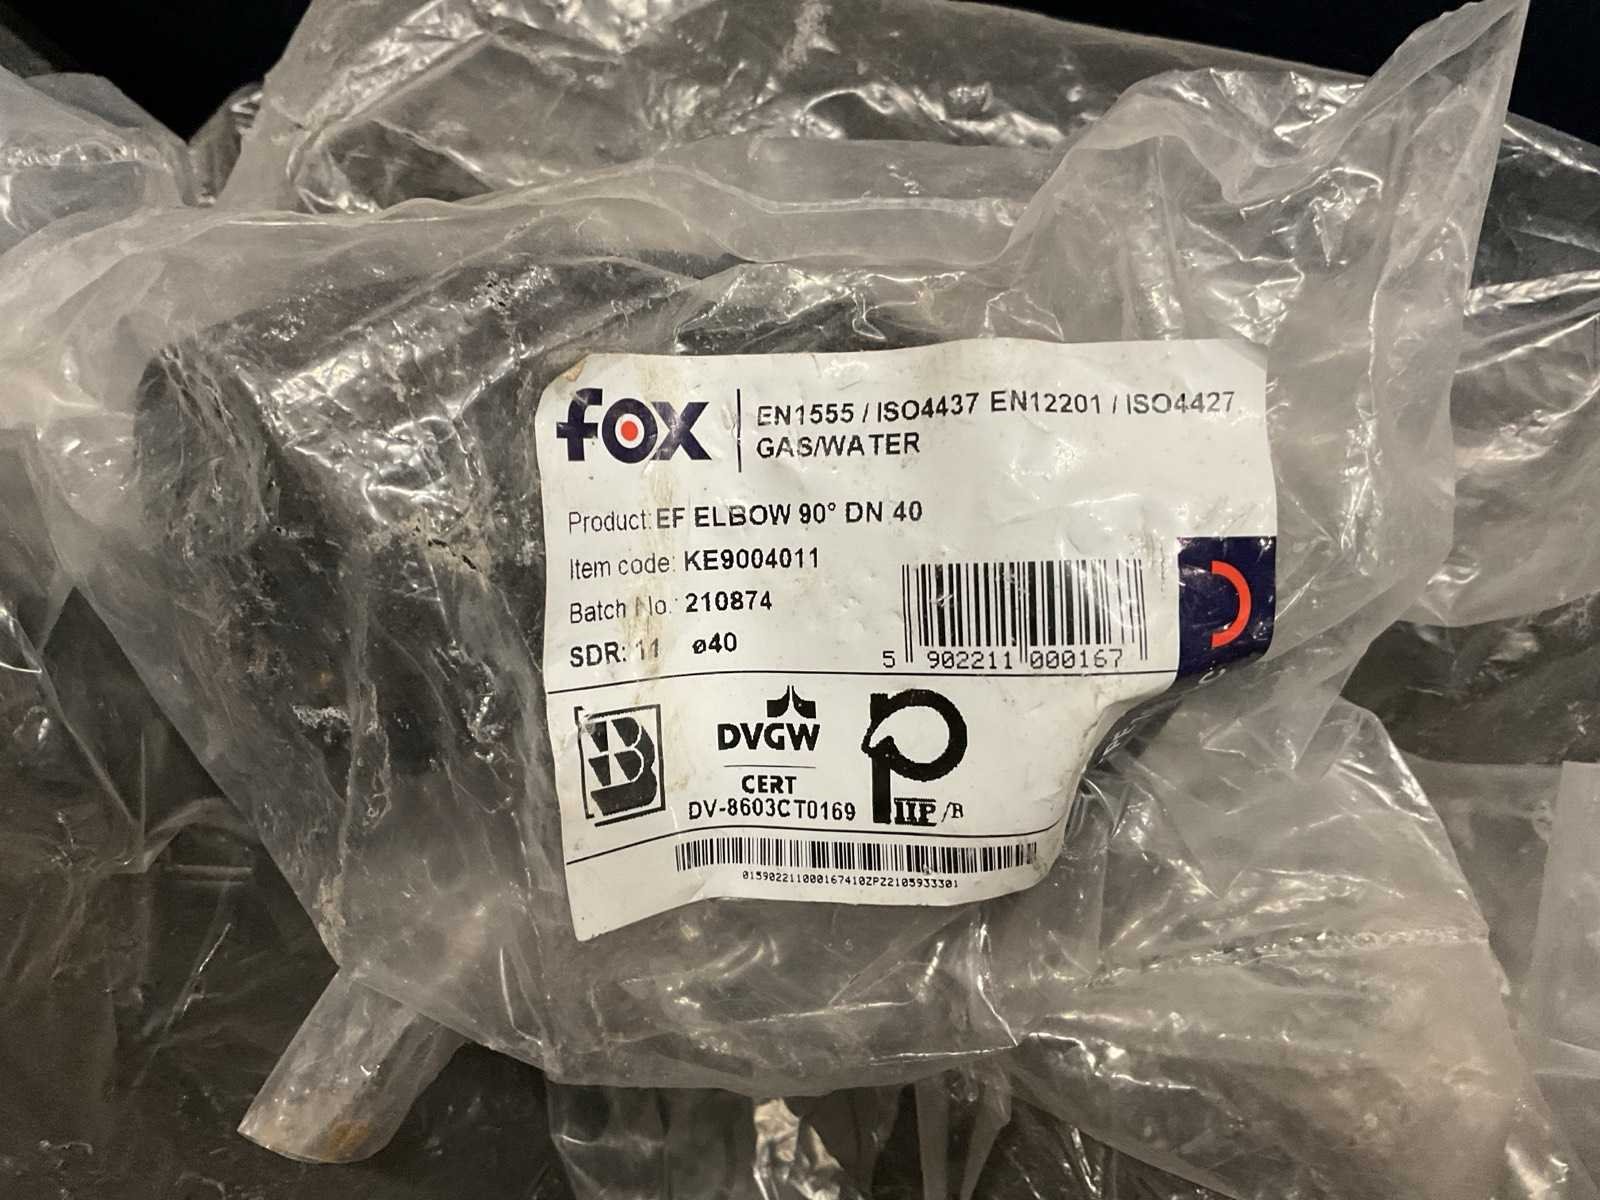 fox
EN1555 / ISO4437 EN12201 / ISO4427
GAS/WATER
Product: EF ELBOW 90° DN 40
Item code: KE9004011
Batch No.: 210874
SDR: 11 ø40
5 902211 000167
B
DVGW
CERT
DV-8603CT0169
P
IIP /B
01590221100016741OZPZ2105933301